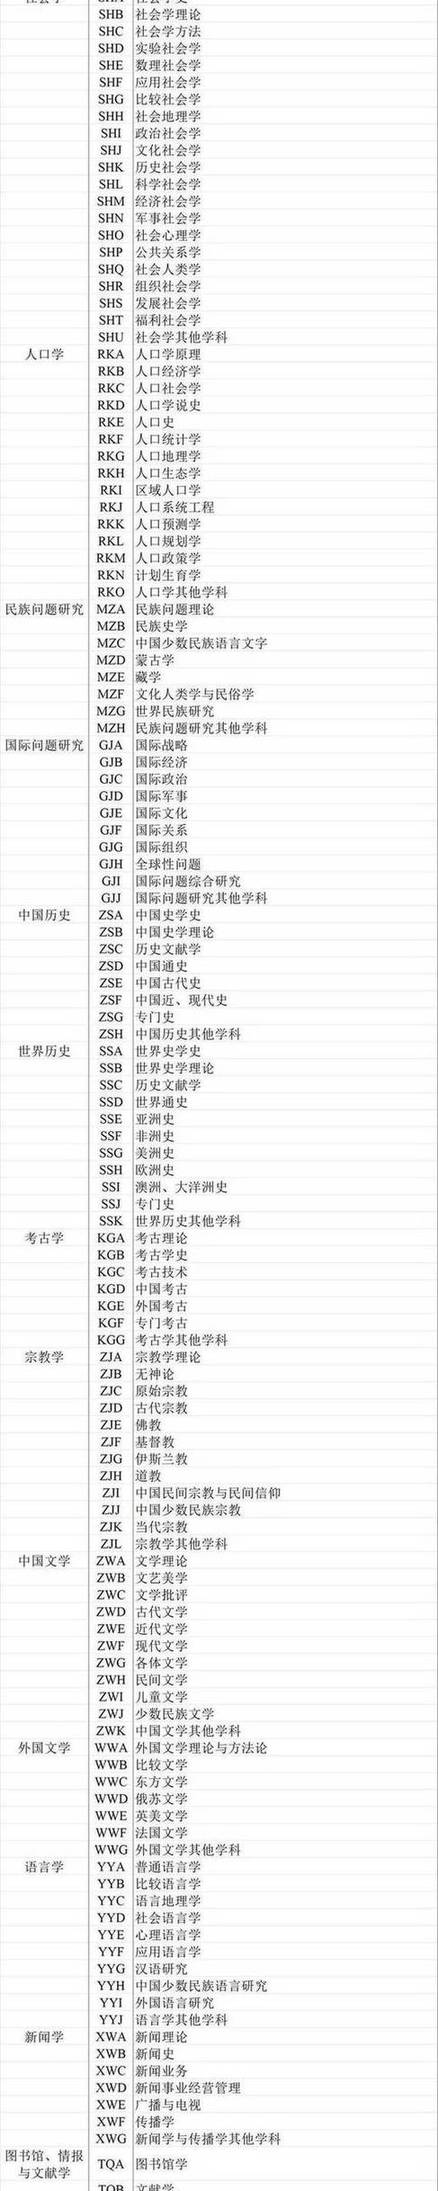 SHB 社会学理论
SHC 社会学方法
SHD 实验社会学
SHE 数理社会学
SHF 应用社会学
SHG 比较社会学
SHH 社会地理学
SHI 政治社会学
SHJ 文化社会学
SHK 历史社会学
SHL 科学社会学
SHM 经济社会学
SHN 军事社会学
SHO 社会心理学
SHP 公共关系学
SHQ 社会人类学
SHR 组织社会学
SHS 发展社会学
SHT 福利社会学
SHU 社会学其他学科
人口学 RKA 人口学原理
RKB 人口经济学
RKC 人口社会学
RKD 人口学说史
RKE 人口史
RKF 人口统计学
RKG 人口地理学
RKH 人口生态学
RKI 区域人口学
RKJ 人口系统工程
RKK 人口预测学
RKL 人口规划学
RKM 人口政策学
RKN 计划生育学
RKO 人口学其他学科
民族问题研究 MZA 民族问题理论
MZB 民族史学
MZC 中国少数民族语言文字
MZD 蒙古学
MZE 藏学
MZF 文化人类学与民俗学
MZG 世界民族研究
MZH 民族问题研究其他学科
国际问题研究 GJA 国际战略
GJB 国际经济
GJC 国际政治
GJD 国际军事
GJE 国际文化
GJF 国际关系
GJG 国际组织
GJH 全球性问题
GJI 国际问题综合研究
GJJ 国际问题研究其他学科
中国历史 ZSA 中国史学史
ZSB 中国史学理论
ZSC 历史文献学
ZSD 中国通史
ZSE 中国古代史
ZSF 中国近、现代史
ZSG 专门史
ZSH 中国历史其他学科
世界历史 SSA 世界史学史
SSB 世界史学理论
SSC 历史文献学
SSD 世界通史
SSE 亚洲史
SSF 非洲史
SSG 美洲史
SSH 欧洲史
SSI 澳洲、大洋洲史
SSJ 专门史
SSK 世界历史其他学科
考古学 KGA 考古理论
KGB 考古学史
KGC 考古技术
KGD 中国考古
KGE 外国考古
KGF 专门考古
KGG 考古学其他学科
宗教学 ZJA 宗教学理论
ZJB 无神论
ZJC 原始宗教
ZJD 古代宗教
ZJE 佛教
ZJF 基督教
ZJG 伊斯兰教
ZJH 道教
ZJI 中国民间宗教与民间信仰
ZJJ 中国少数民族宗教
ZJK 当代宗教
ZJL 宗教学其他学科
中国文学 ZWA 文学理论
ZWB 文艺美学
ZWC 文学批评
ZWD 古代文学
ZWE 近代文学
ZWF 现代文学
ZWG 各体文学
ZWH 民间文学
ZWI 儿童文学
ZWJ 少数民族文学
ZWK 中国文学其他学科
外国文学 WWA 外国文学理论与方法论
WWB 比较文学
WWC 东方文学
WWD 俄苏文学
WWE 英美文学
WWF 法国文学
WWG 外国文学其他学科
语言学 YYA 普通语言学
YYB 比较语言学
YYC 语言地理学
YYD 社会语言学
YYE 心理语言学
YYF 应用语言学
YYG 汉语研究
YYH 中国少数民族语言研究
YYI 外国语言研究
YYJ 语言学其他学科
新闻学 XWA 新闻理论
XWB 新闻史
XWC 新闻业务
XWD 新闻事业经营管理
XWE 广播与电视
XWF 传播学
XWG 新闻学与传播学其他学科
图书馆、情报
与文献学 TQA 图书馆学